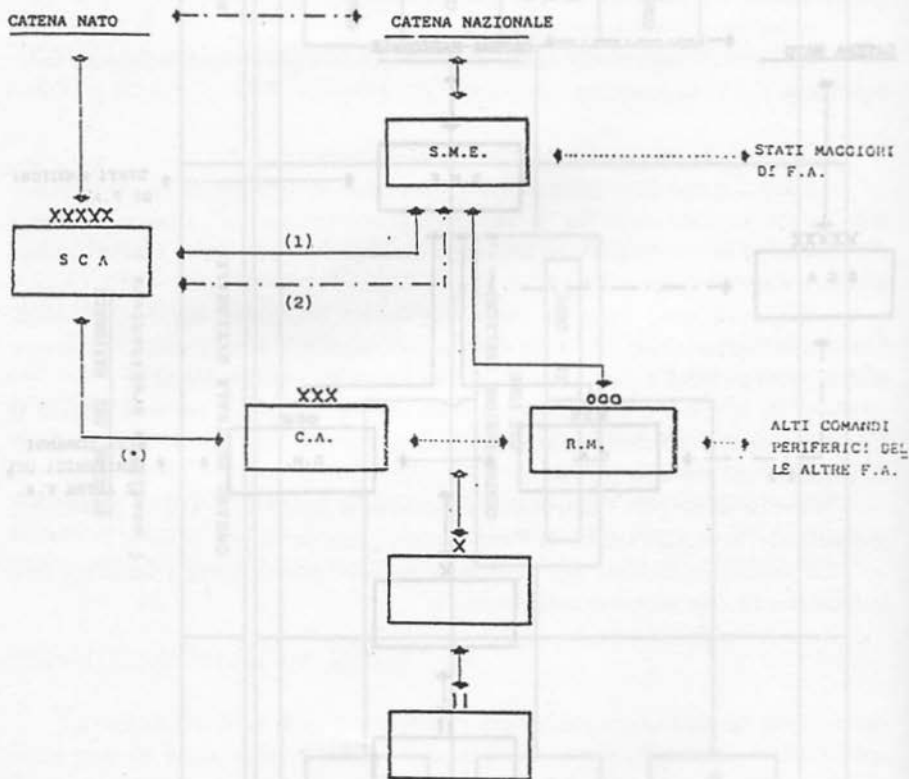 CATENA NATO
CATENA NAZIONALE
S.M.E.
STATI MAGGIORI
DI F.A.
XXXXX
S C A
(1)
(2)
XXX
C.A.
(*)
ooo
R.M.
ALTI COMANDI
PERIFERICI DEL
LE ALTRE F.A.
X
II